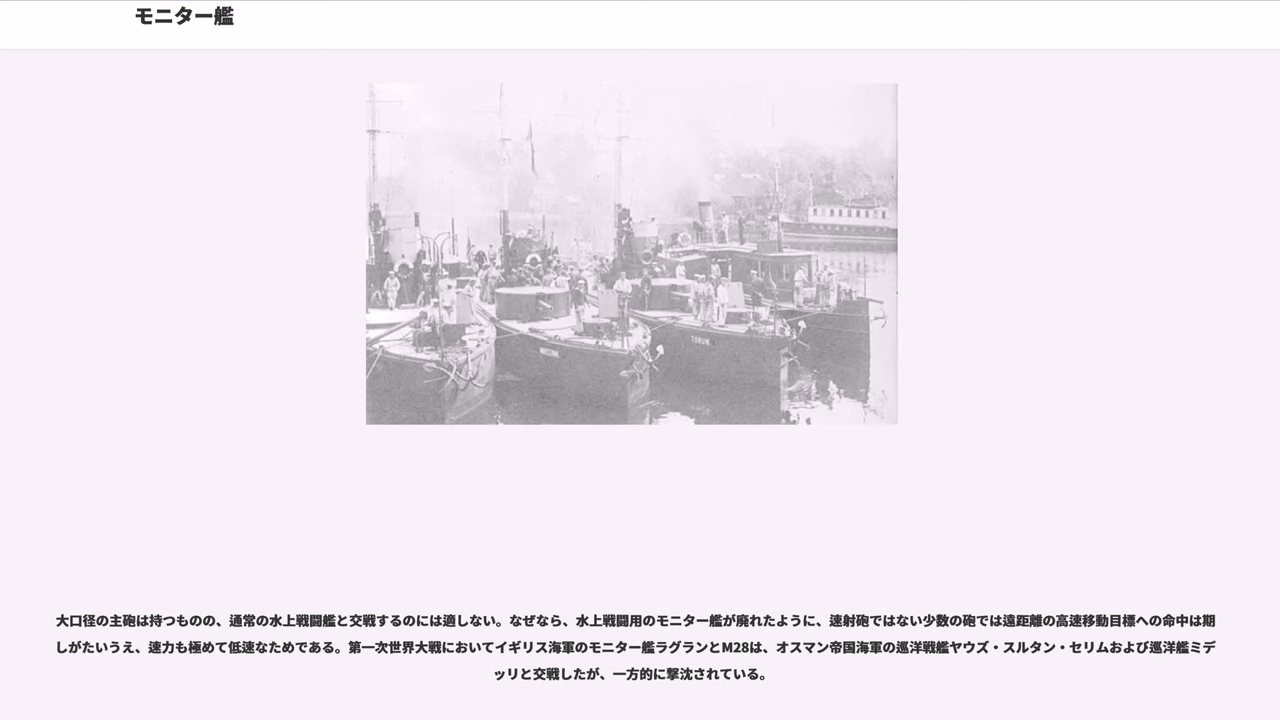 モニター艦
WARSZAWA
TORUŃ
大口径の主砲は持つものの、通常の水上戦闘艦と交戦するのには適しない。なぜなら、水上戦闘用のモニター艦が廃れたように、速射砲ではない少数の砲では遠距離の高速移動目標への命中は期
しがたいうえ、速力も極めて低速なためである。第一次世界大戦においてイギリス海軍のモニター艦ラグランとM28は、オスマン帝国海軍の巡洋戦艦ヤウズ・スルタン・セリムおよび巡洋艦ミデ
ッリと交戦したが、一方的に撃沈されている。